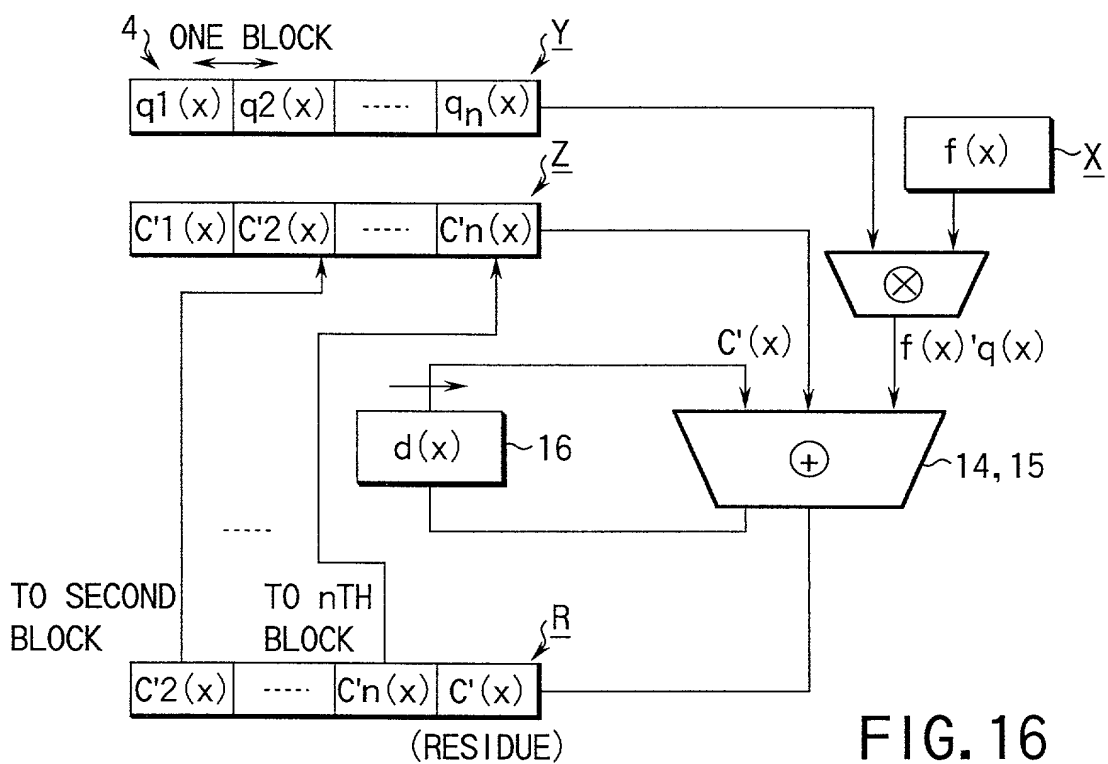 4 ONE BLOCK Y
q1(x) q2(x) ----- qn(x)
f(x) X
Z
C'1(x) C'2(x) ----- C'n(x)
⊗
C'(x) f(x)'q(x)
d(x) 16
⊕ 14,15
-----
TO SECOND BLOCK
TO nTH BLOCK
R
C'2(x) ----- C'n(x) C'(x)
(RESIDUE)
FIG.16